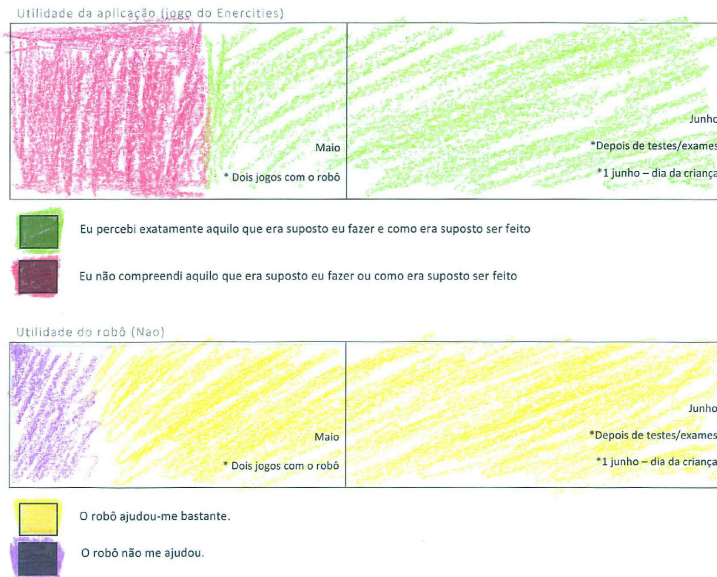 Utilidade da aplicação (jogo do Enercities)
Maio
* Dois jogos com o robô
Junho
*Depois de testes/exames
*1 junho – dia da criança
Eu percebi exatamente aquilo que era suposto eu fazer e como era suposto ser feito
Eu não compreendi aquilo que era suposto eu fazer ou como era suposto ser feito
Utilidade do robô (Nao)
Maio
* Dois jogos com o robô
Junho
*Depois de testes/exames
*1 junho – dia da criança
O robô ajudou-me bastante.
O robô não me ajudou.